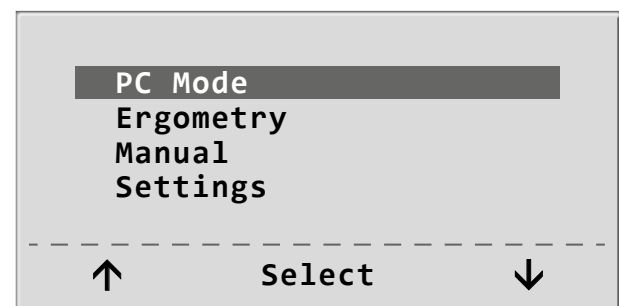 PC Mode
Ergometry
Manual
Settings
↑ Select ↓